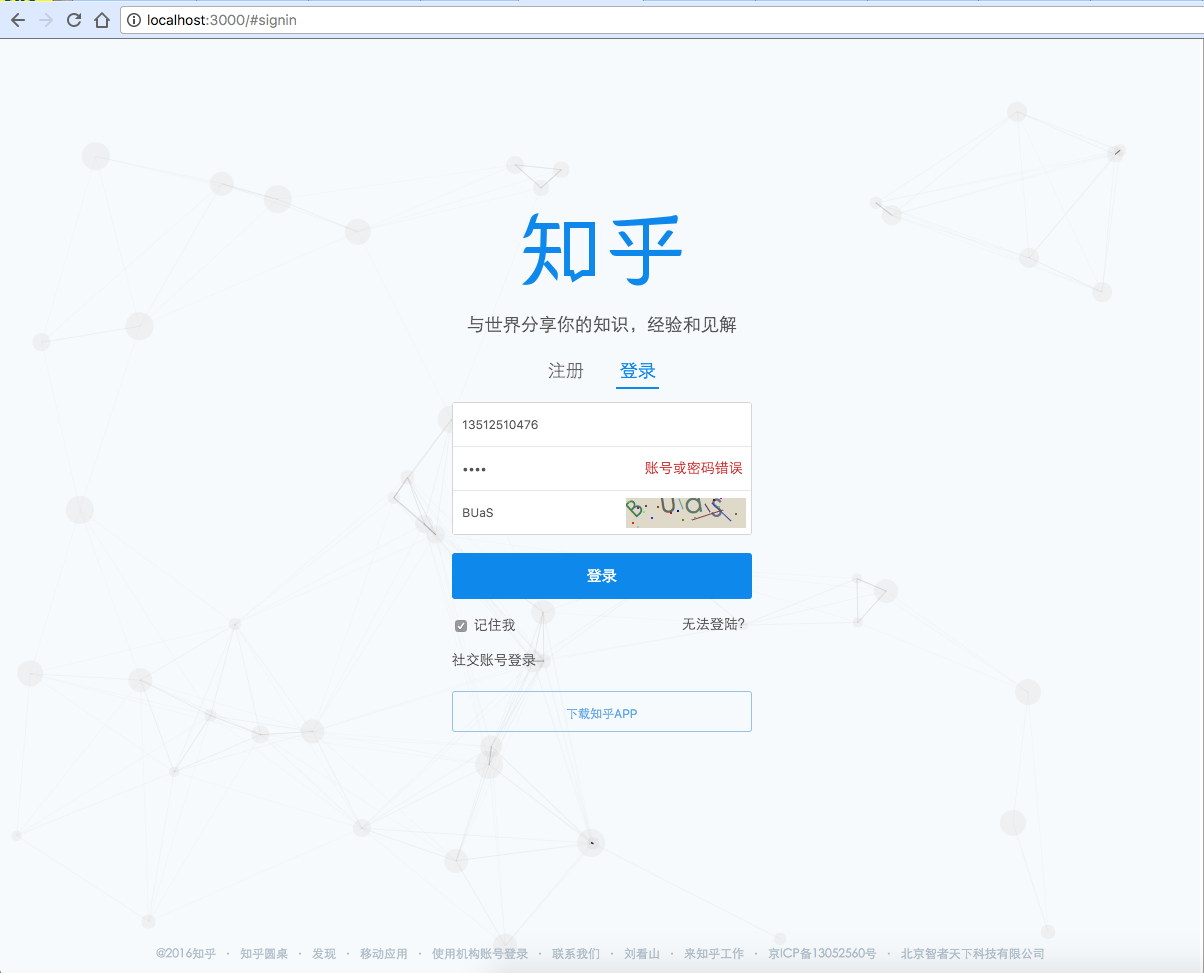 localhost:3000/#signin
知乎
与世界分享你的知识，经验和见解
注册 登录
13512510476
•••• 账号或密码错误
BUaS Buas
登录
记住我 无法登陆?
社交账号登录
下载知乎APP
@2016知乎 · 知乎圆桌 · 发现 · 移动应用 · 使用机构账号登录 · 联系我们 · 刘看山 · 来知乎工作 · 京ICP备13052560号 · 北京智者天下科技有限公司